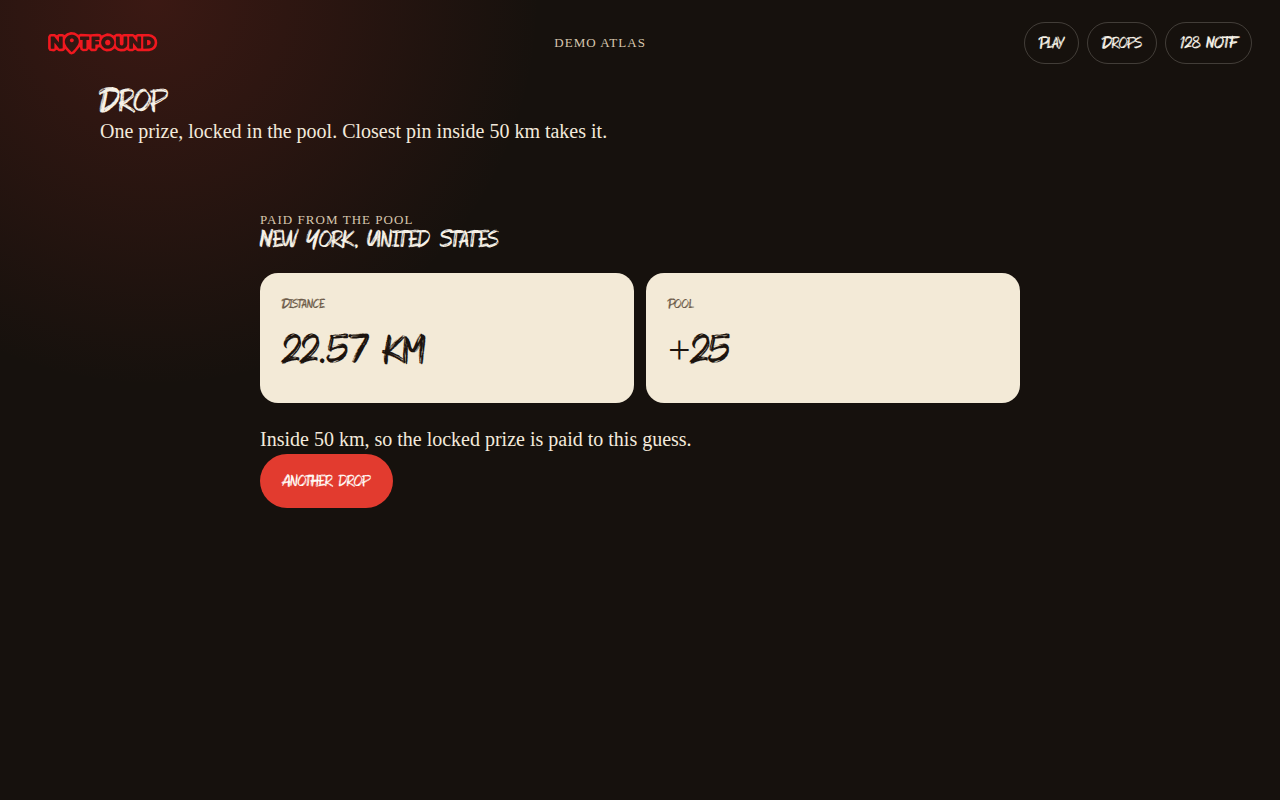 NOTFOUND
DEMO ATLAS
PLAY
DROPS
128 NOTF
DROP
One prize, locked in the pool. Closest pin inside 50 km takes it.
PAID FROM THE POOL
NEW YORK, UNITED STATES
DISTANCE
POOL
22.57 KM
+25
Inside 50 km, so the locked prize is paid to this guess.
ANOTHER DROP